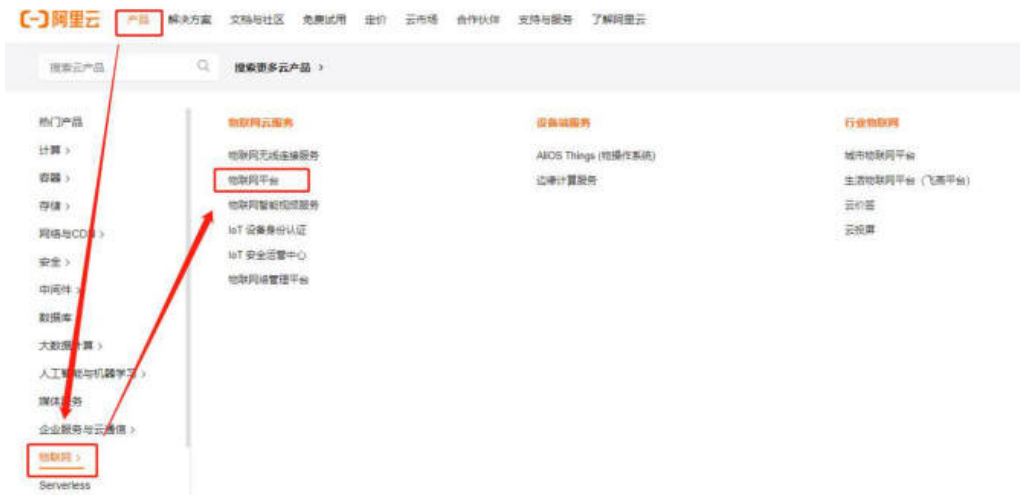 阿里云 产品 解决方案 文档与社区 免费试用 定价 云市场 合作伙伴 支持与服务 了解阿里云
搜索云产品 搜索更多云产品 >
热门产品
计算 >
容器 >
存储 >
网络与CDN >
安全 >
中间件 >
数据库
大数据计算 >
人工智能与机器学习 >
媒体服务
企业服务与云通信 >
物联网 >
Serverless
物联网云服务
物联网无线连接服务
物联网平台
物联网智能视频服务
IoT 设备身份认证
IoT 安全运营中心
物联网络管理平台
设备端服务
AliOS Things (物操作系统)
边缘计算服务
行业物联网
城市物联网平台
生活物联网平台（飞燕平台）
云价签
云投屏